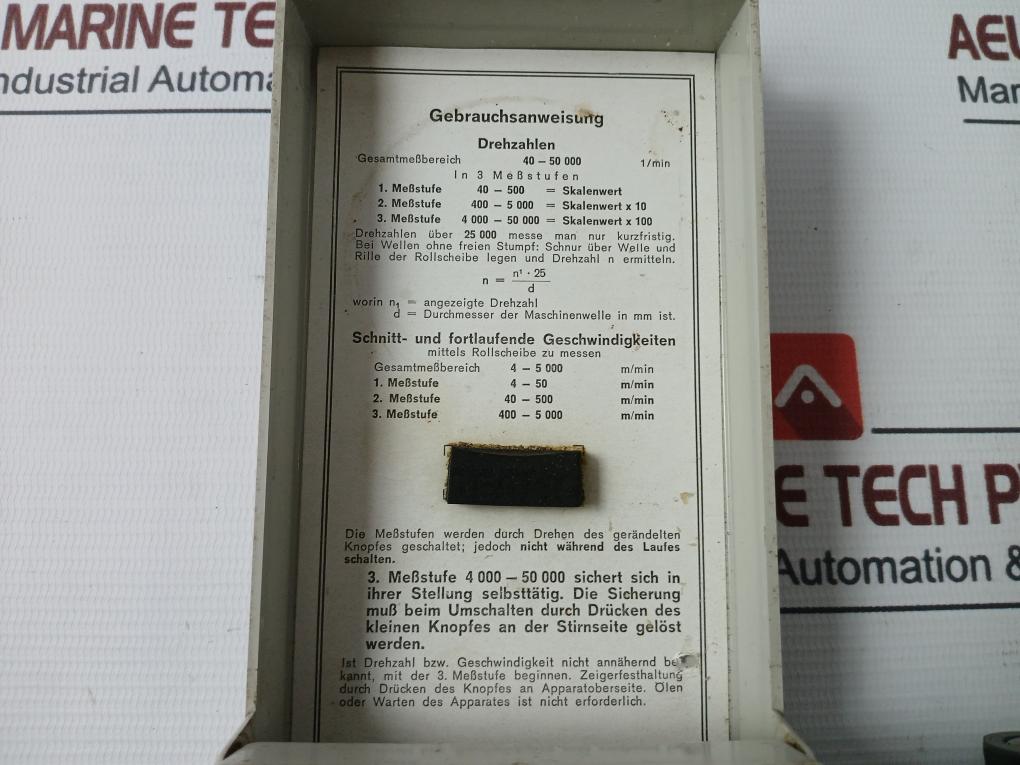 MARINE TE
ndustrial Automa
AEL
Mar
Gebrauchsanweisung
Drehzahlen
Gesamtmeßbereich 40 – 50 000 1/min
In 3 Meßstufen
1. Meßstufe 40 – 500 = Skalenwert
2. Meßstufe 400 – 5 000 = Skalenwert x 10
3. Meßstufe 4 000 – 50 000 = Skalenwert x 100
Drehzahlen über 25 000 messe man nur kurzfristig.
Bei Wellen ohne freien Stumpf: Schnur über Welle und
Rille der Rollscheibe legen und Drehzahl n ermitteln.
n = n¹ · 25 / d
worin n₁ = angezeigte Drehzahl
d = Durchmesser der Maschinenwelle in mm ist.
Schnitt- und fortlaufende Geschwindigkeiten
mittels Rollscheibe zu messen
Gesamtmeßbereich 4 – 5 000 m/min
1. Meßstufe 4 – 50 m/min
2. Meßstufe 40 – 500 m/min
3. Meßstufe 400 – 5 000 m/min
E TECH P
Automation &
Die Meßstufen werden durch Drehen des gerändelten
Knopfes geschaltet; jedoch nicht während des Laufes
schalten.
3. Meßstufe 4 000 – 50 000 sichert sich in
ihrer Stellung selbsttätig. Die Sicherung
muß beim Umschalten durch Drücken des
kleinen Knopfes an der Stirnseite gelöst
werden.
Ist Drehzahl bzw. Geschwindigkeit nicht annähernd be-
kannt, mit der 3. Meßstufe beginnen. Zeigerfesthaltung
durch Drücken des Knopfes an Apparatoberseite. Ölen
oder Warten des Apparates ist nicht erforderlich.